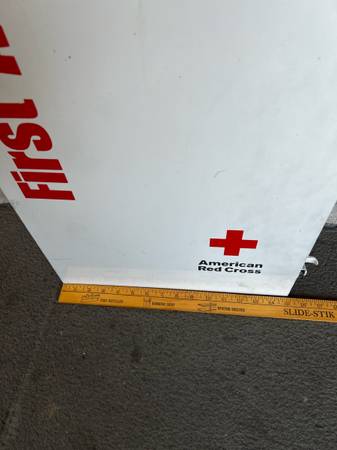 First A
American
Red Cross
SLIDE-STIK